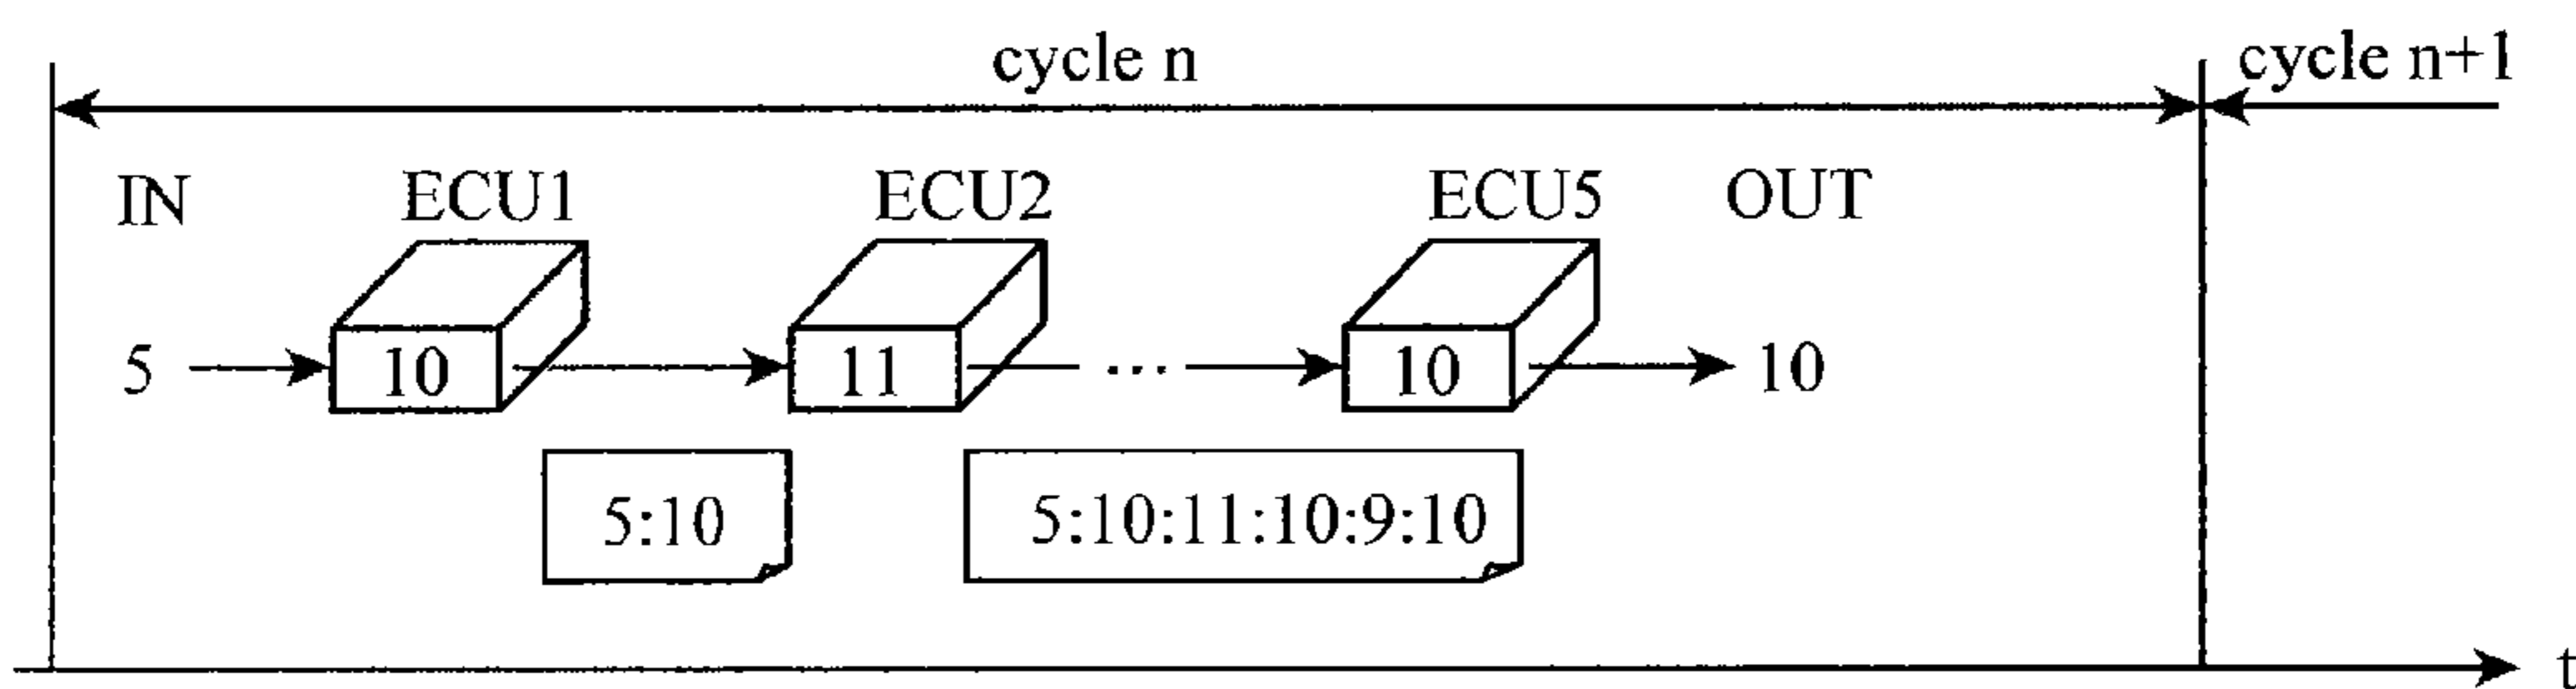 cycle n cycle n+1
IN ECU1 ECU2 ECU5 OUT
5 10 11 ... 10 10
5:10 5:10:11:10:9:10
t